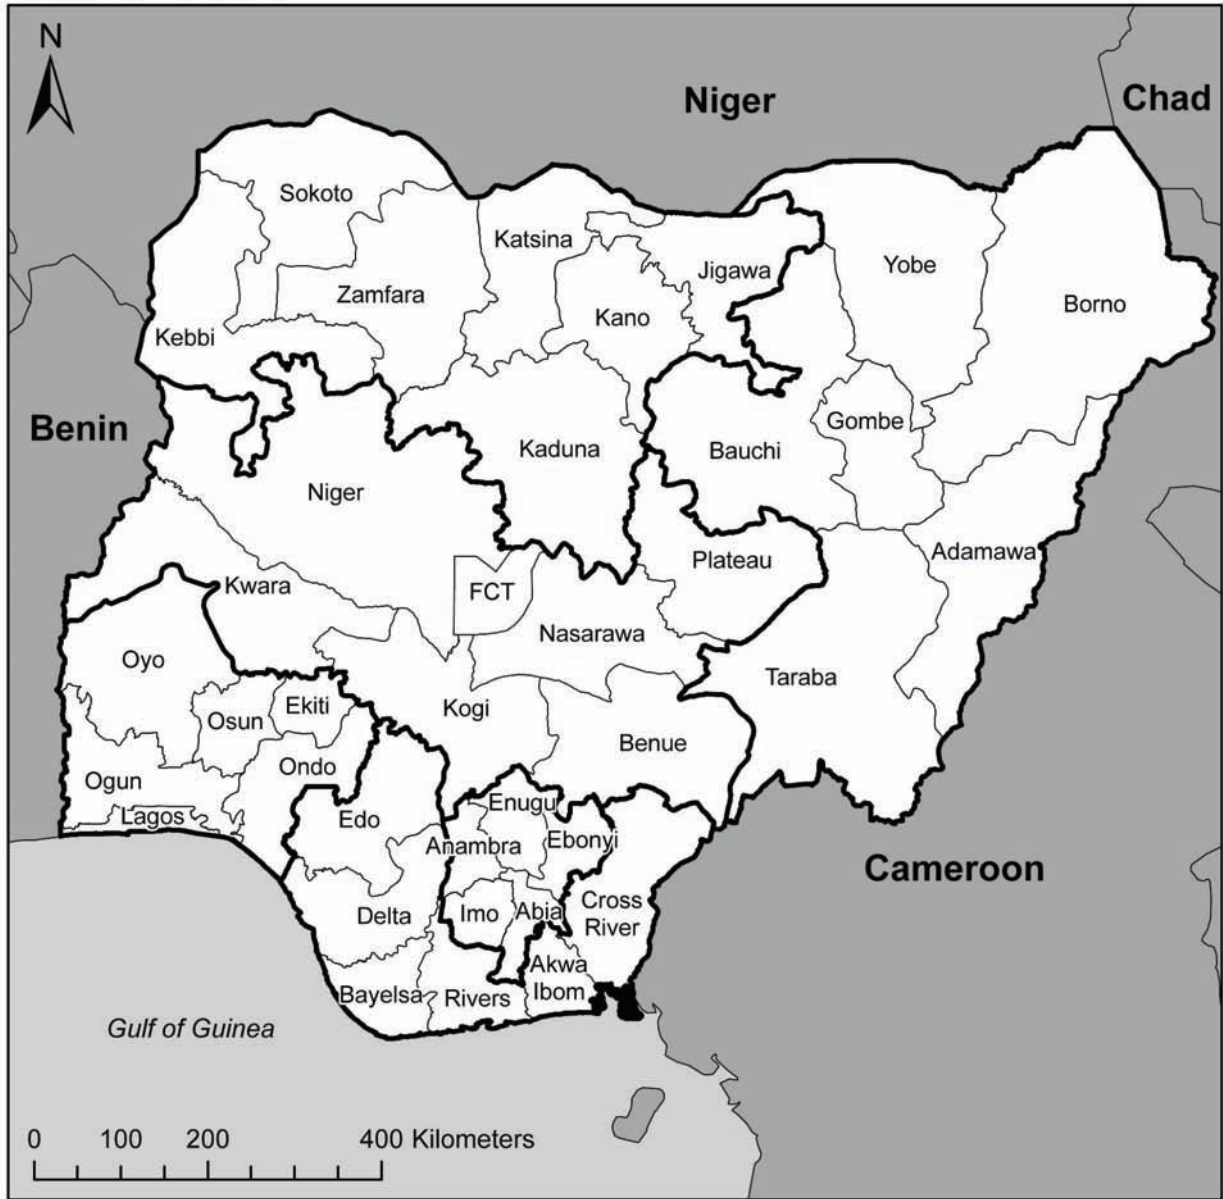 N
Niger
Chad
Sokoto
Katsina
Jigawa
Yobe
Zamfara
Kano
Borno
Kebbi
Benin
Gombe
Kaduna
Bauchi
Niger
Adamawa
Plateau
Kwara
FCT
Nasarawa
Oyo
Taraba
Ekiti
Kogi
Osun
Benue
Ondo
Ogun
Enugu
Lagos
Edo
Ebonyi
Anambra
Cameroon
Cross
River
Imo
Abia
Delta
Akwa
Ibom
Bayelsa
Rivers
Gulf of Guinea
0 100 200 400 Kilometers